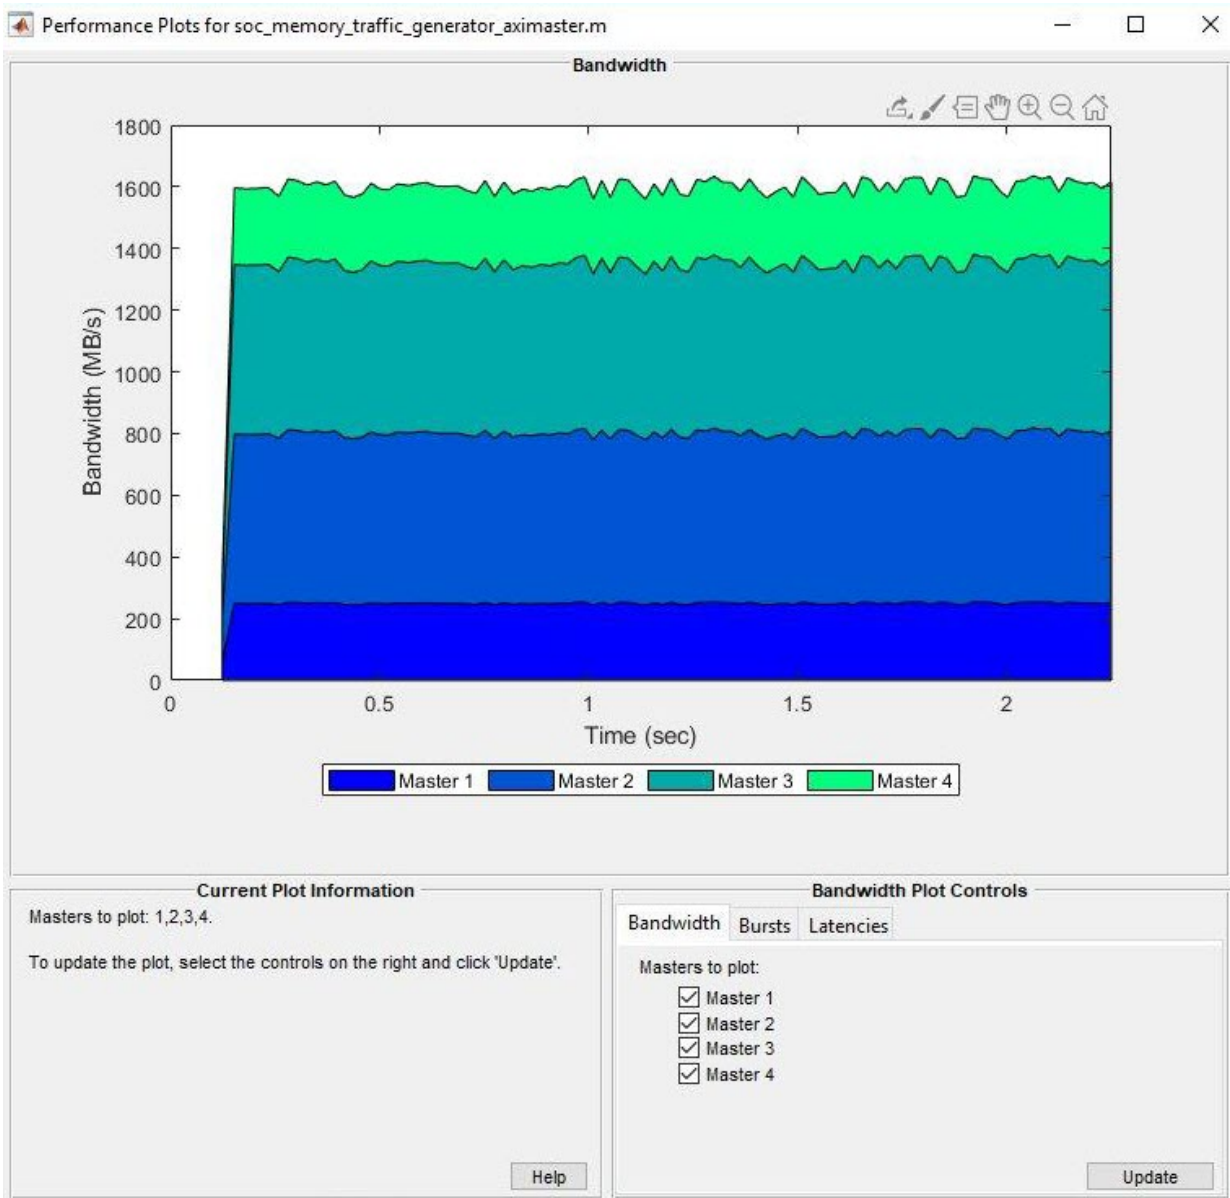 Performance Plots for soc_memory_traffic_generator_aximaster.m
Bandwidth
1800
1600
1400
1200
1000
800
600
400
200
0
Bandwidth (MB/s)
0 0.5 1 1.5 2
Time (sec)
Master 1 Master 2 Master 3 Master 4
Current Plot Information
Masters to plot: 1,2,3,4.
To update the plot, select the controls on the right and click 'Update'.
Help
Bandwidth Plot Controls
Bandwidth Bursts Latencies
Masters to plot:
Master 1
Master 2
Master 3
Master 4
Update